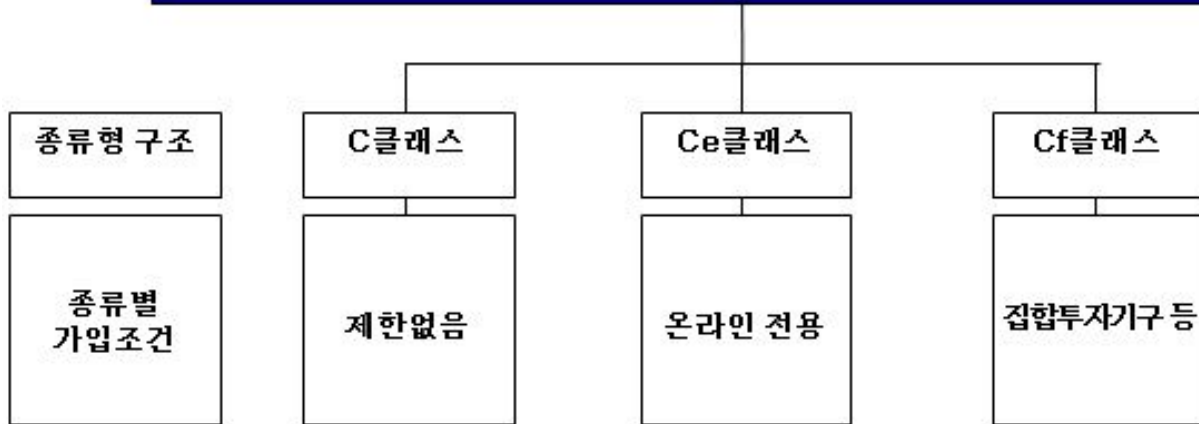 종류형 구조
C클래스
Ce클래스
Cf클래스
종류별
가입조건
제한없음
온라인 전용
집합투자기구 등